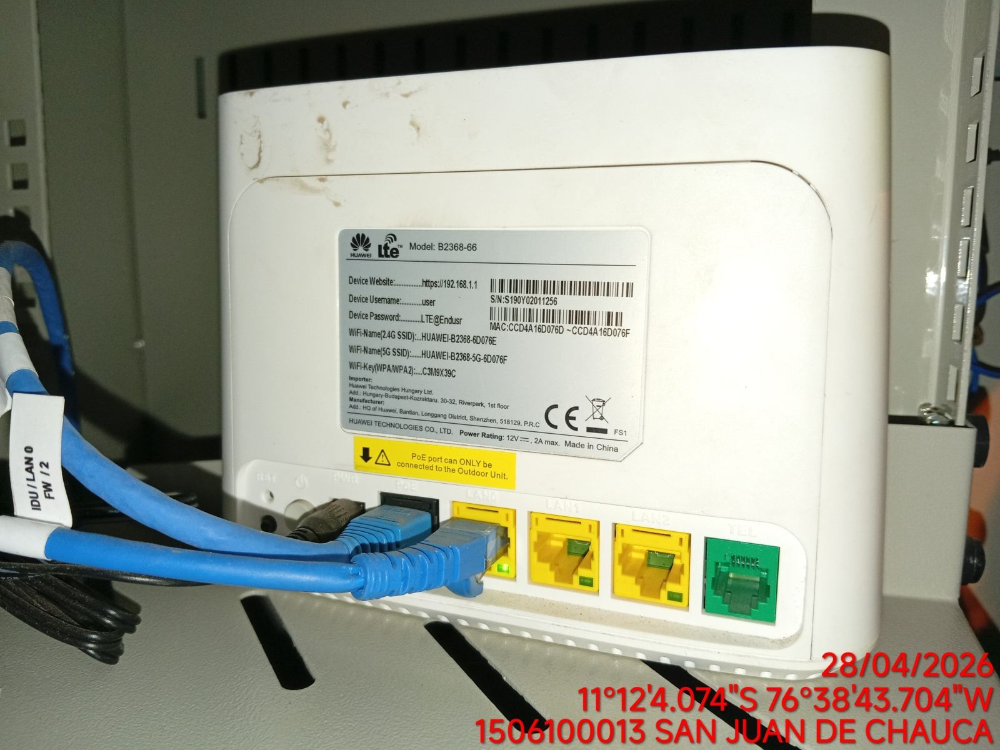 HUAWEI
Lte™ Model: B2368-66
Device Website:................https://192.168.1.1
Device Username:...........user
Device Password:...........LTE@Endusr
WiFi-Name(2.4G SSID):...HUAWEI-B2368-6D076E
WiFi-Name(5G SSID):......HUAWEI-B2368-5G-6D076F
WiFi-Key(WPA/WPA2):....C3M9X39C
S/N:S190Y02011256
MAC:CCD4A16D076D ~CCD4A16D076F
Importer:
Huawei Technologies Hungary Ltd.
Add.: Hungary-Budapest-Kozraktaru. 30-32, Riverpark, 1st floor
Manufacturer:
Add.: HQ of Huawei, Bantian, Longgang District, Shenzhen, 518129, P.R.C
CE
FS1
HUAWEI TECHNOLOGIES CO., LTD. Power Rating: 12V⎓, 2A max. Made in China
PoE port can ONLY be
connected to the Outdoor Unit.
RST PWR PoE LAN0 LAN1 LAN2 TEL
IDU / LAN 0
FW / 2
28/04/2026
11°12'4.074"S 76°38'43.704"W
1506100013 SAN JUAN DE CHAUCA